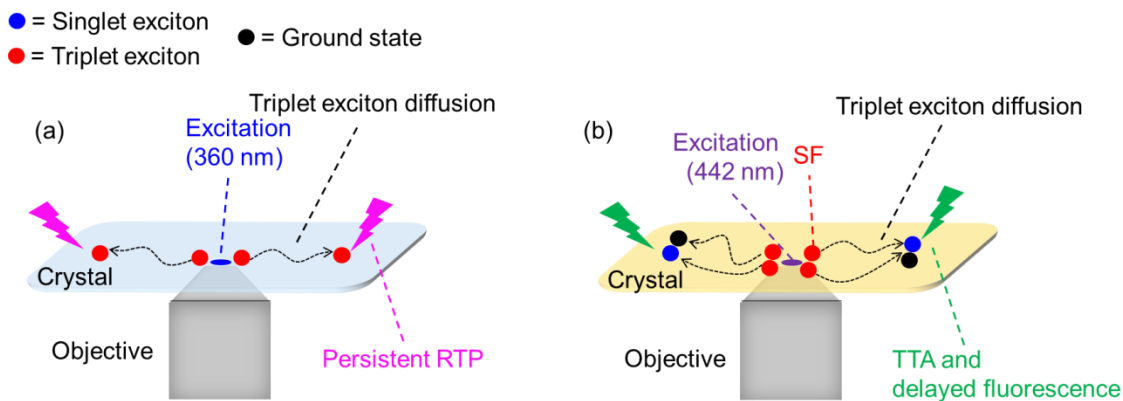 = Singlet exciton
= Triplet exciton
= Ground state
(a)
Triplet exciton diffusion
Excitation
(360 nm)
Crystal
Objective
Persistent RTP
(b)
Triplet exciton diffusion
Excitation
(442 nm)
SF
Crystal
Objective
TTA and
delayed fluorescence